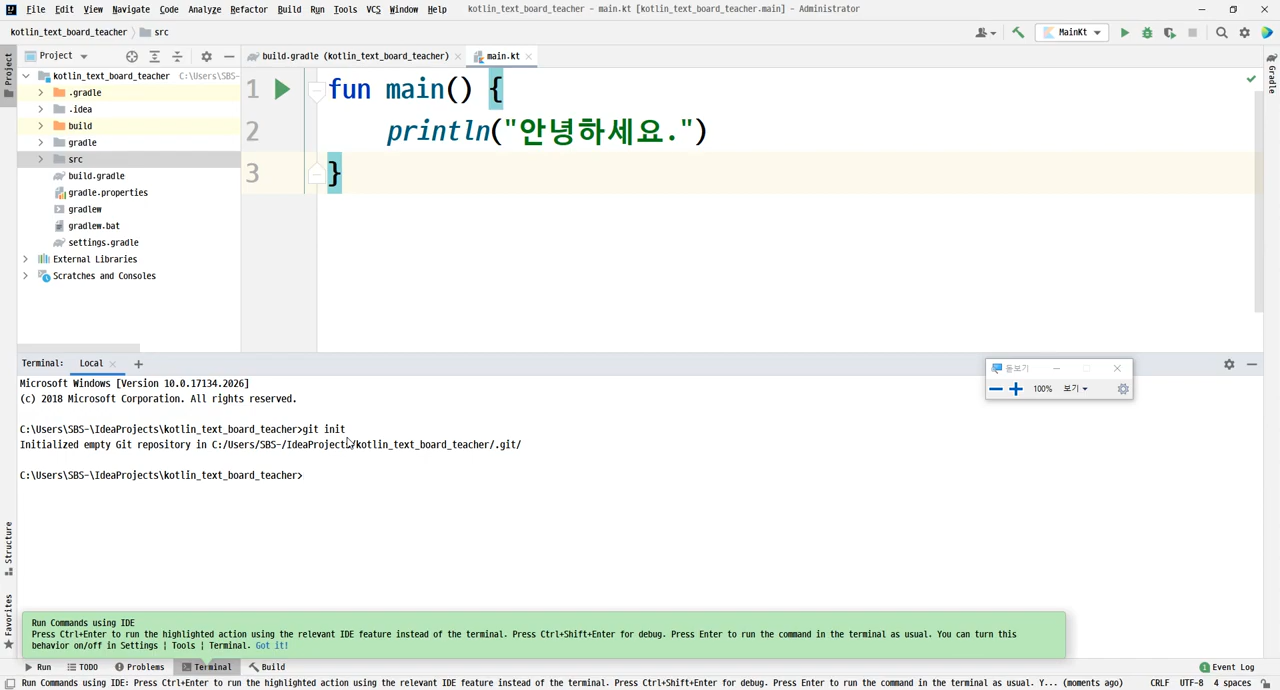 File Edit View Navigate Code Analyze Refactor Build Run Tools VCS Window Help kotlin_text_board_teacher - main.kt [kotlin_text_board_teacher.main] - Administrator
kotlin_text_board_teacher src MainKt
Project build.gradle (kotlin_text_board_teacher) main.kt
Project
Gradle
kotlin_text_board_teacher C:\Users\SBS-
.gradle
.idea
build
gradle
src
build.gradle
gradle.properties
gradlew
gradlew.bat
settings.gradle
External Libraries
Scratches and Consoles
1 fun main() {
2 println("안녕하세요.")
3 }
Terminal: Local
돋보기
100% 보기
Microsoft Windows [Version 10.0.17134.2026]
(c) 2018 Microsoft Corporation. All rights reserved.
C:\Users\SBS-\IdeaProjects\kotlin_text_board_teacher>git init
Initialized empty Git repository in C:/Users/SBS-/IdeaProjects/kotlin_text_board_teacher/.git/
C:\Users\SBS-\IdeaProjects\kotlin_text_board_teacher>
Structure
Favorites
Run Commands using IDE
Press Ctrl+Enter to run the highlighted action using the relevant IDE feature instead of the terminal. Press Ctrl+Shift+Enter for debug. Press Enter to run the command in the terminal as usual. You can turn this
behavior on/off in Settings ¦ Tools ¦ Terminal. Got it!
Run TODO Problems Terminal Build 1 Event Log
Run Commands using IDE: Press Ctrl+Enter to run the highlighted action using the relevant IDE feature instead of the terminal. Press Ctrl+Shift+Enter for debug. Press Enter to run the command in the terminal as usual. Y... (moments ago) CRLF UTF-8 4 spaces